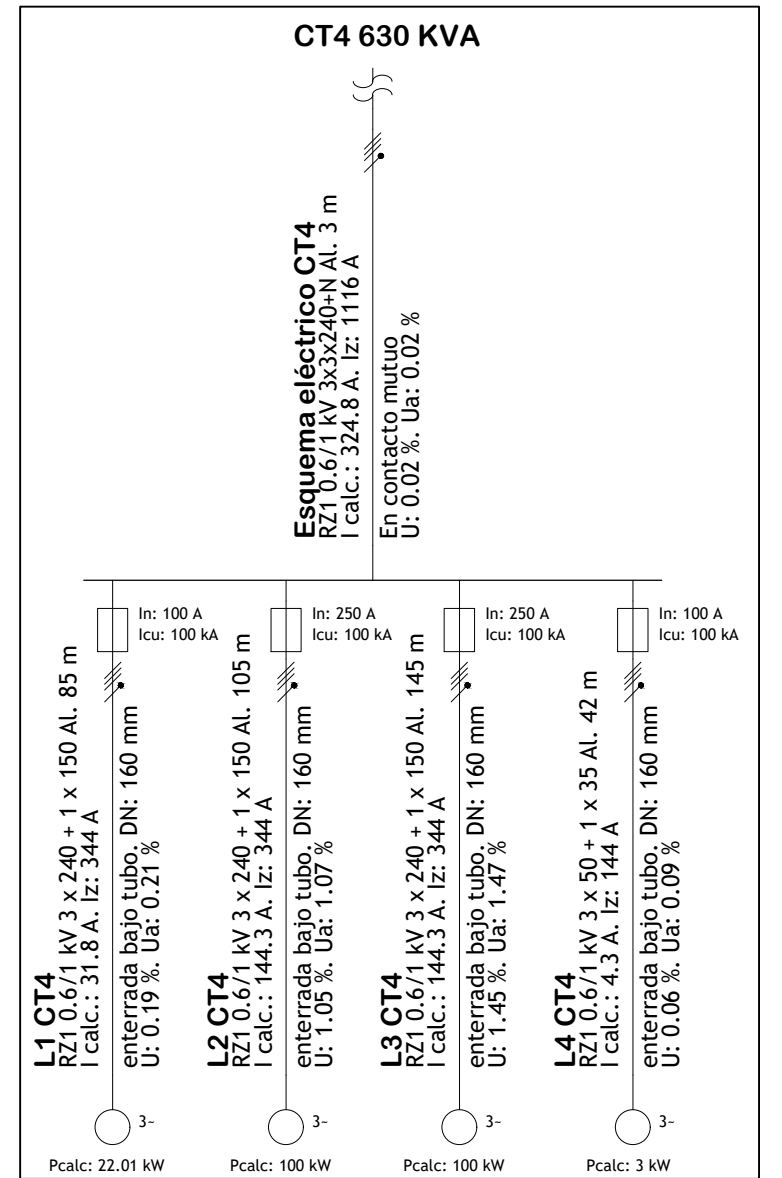 CT4 630 KVA
Esquema eléctrico CT4
RZ1 0.6/1 kV 3x3x240+N Al. 3 m
I calc.: 324.8 A. Iz: 1116 A
En contacto mutuo
U: 0.02 %. Ua: 0.02 %
In: 100 A
Icu: 100 kA
In: 250 A
Icu: 100 kA
In: 250 A
Icu: 100 kA
In: 100 A
Icu: 100 kA
L1 CT4
RZ1 0.6/1 kV 3 x 240 + 1 x 150 Al. 85 m
I calc.: 31.8 A. Iz: 344 A
enterrada bajo tubo. DN: 160 mm
U: 0.19 %. Ua: 0.21 %
L2 CT4
RZ1 0.6/1 kV 3 x 240 + 1 x 150 Al. 105 m
I calc.: 144.3 A. Iz: 344 A
enterrada bajo tubo. DN: 160 mm
U: 1.05 %. Ua: 1.07 %
L3 CT4
RZ1 0.6/1 kV 3 x 240 + 1 x 150 Al. 145 m
I calc.: 144.3 A. Iz: 344 A
enterrada bajo tubo. DN: 160 mm
U: 1.45 %. Ua: 1.47 %
L4 CT4
RZ1 0.6/1 kV 3 x 50 + 1 x 35 Al. 42 m
I calc.: 4.3 A. Iz: 144 A
enterrada bajo tubo. DN: 160 mm
U: 0.06 %. Ua: 0.09 %
3~
3~
3~
3~
Pcalc: 22.01 kW
Pcalc: 100 kW
Pcalc: 100 kW
Pcalc: 3 kW